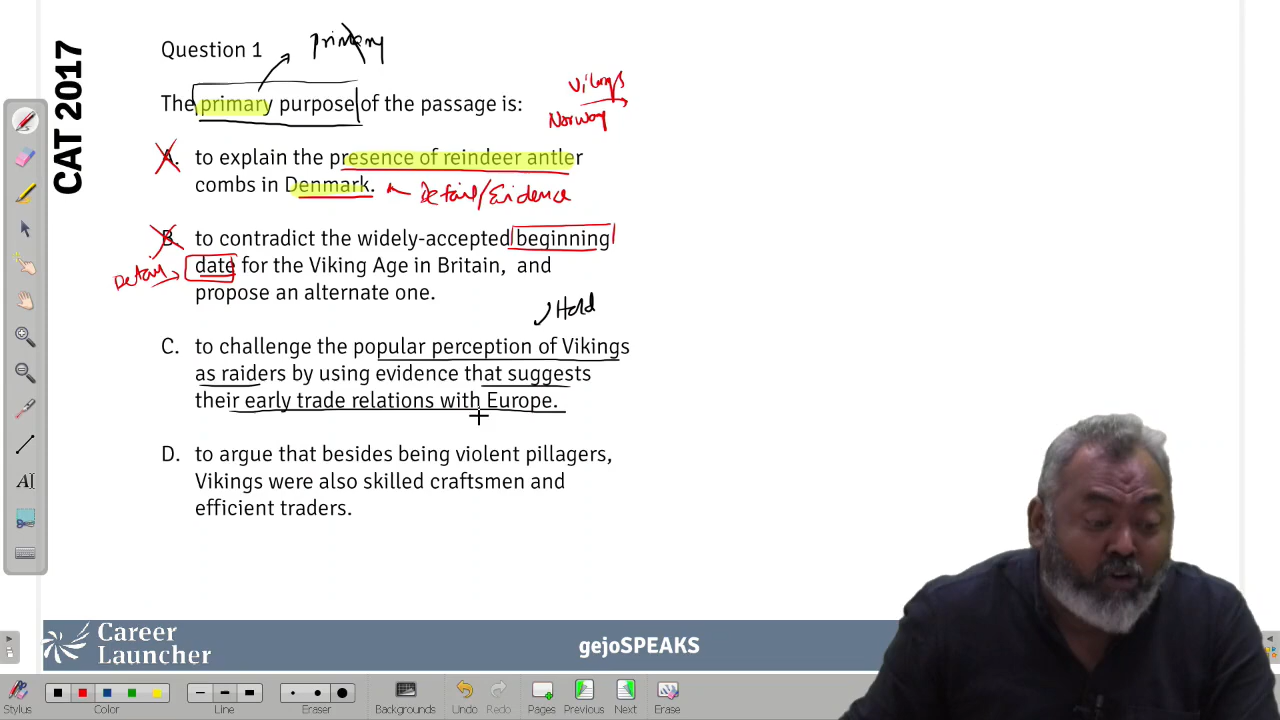 CAT 2017
Question 1
primary
The primary purpose of the passage is:
Vikings
Norway
A. to explain the presence of reindeer antler
combs in Denmark.
Detail/Evidence
B. to contradict the widely-accepted beginning
date for the Viking Age in Britain, and
Detail
propose an alternate one.
Hold
C. to challenge the popular perception of Vikings
as raiders by using evidence that suggests
their early trade relations with Europe.
D. to argue that besides being violent pillagers,
Vikings were also skilled craftsmen and
efficient traders.
Career
Launcher
gejoSPEAKS
Stylus
Color
Line
Eraser
Backgrounds
Undo
Redo
Pages
Previous
Next
Erase